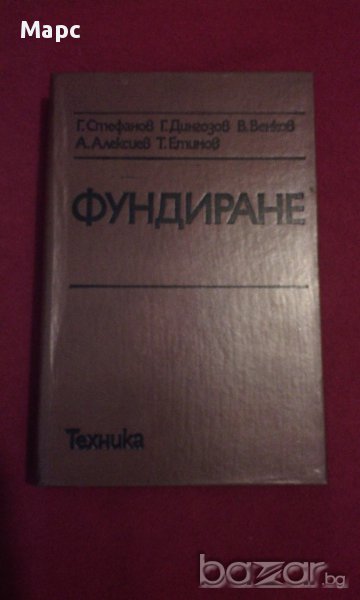 Марс
Г. Стефанов Г. Дингозов В. Венков
А. Алексиев Т. Етимов
ФУНДИРАНЕ
Техника
bazar.bg